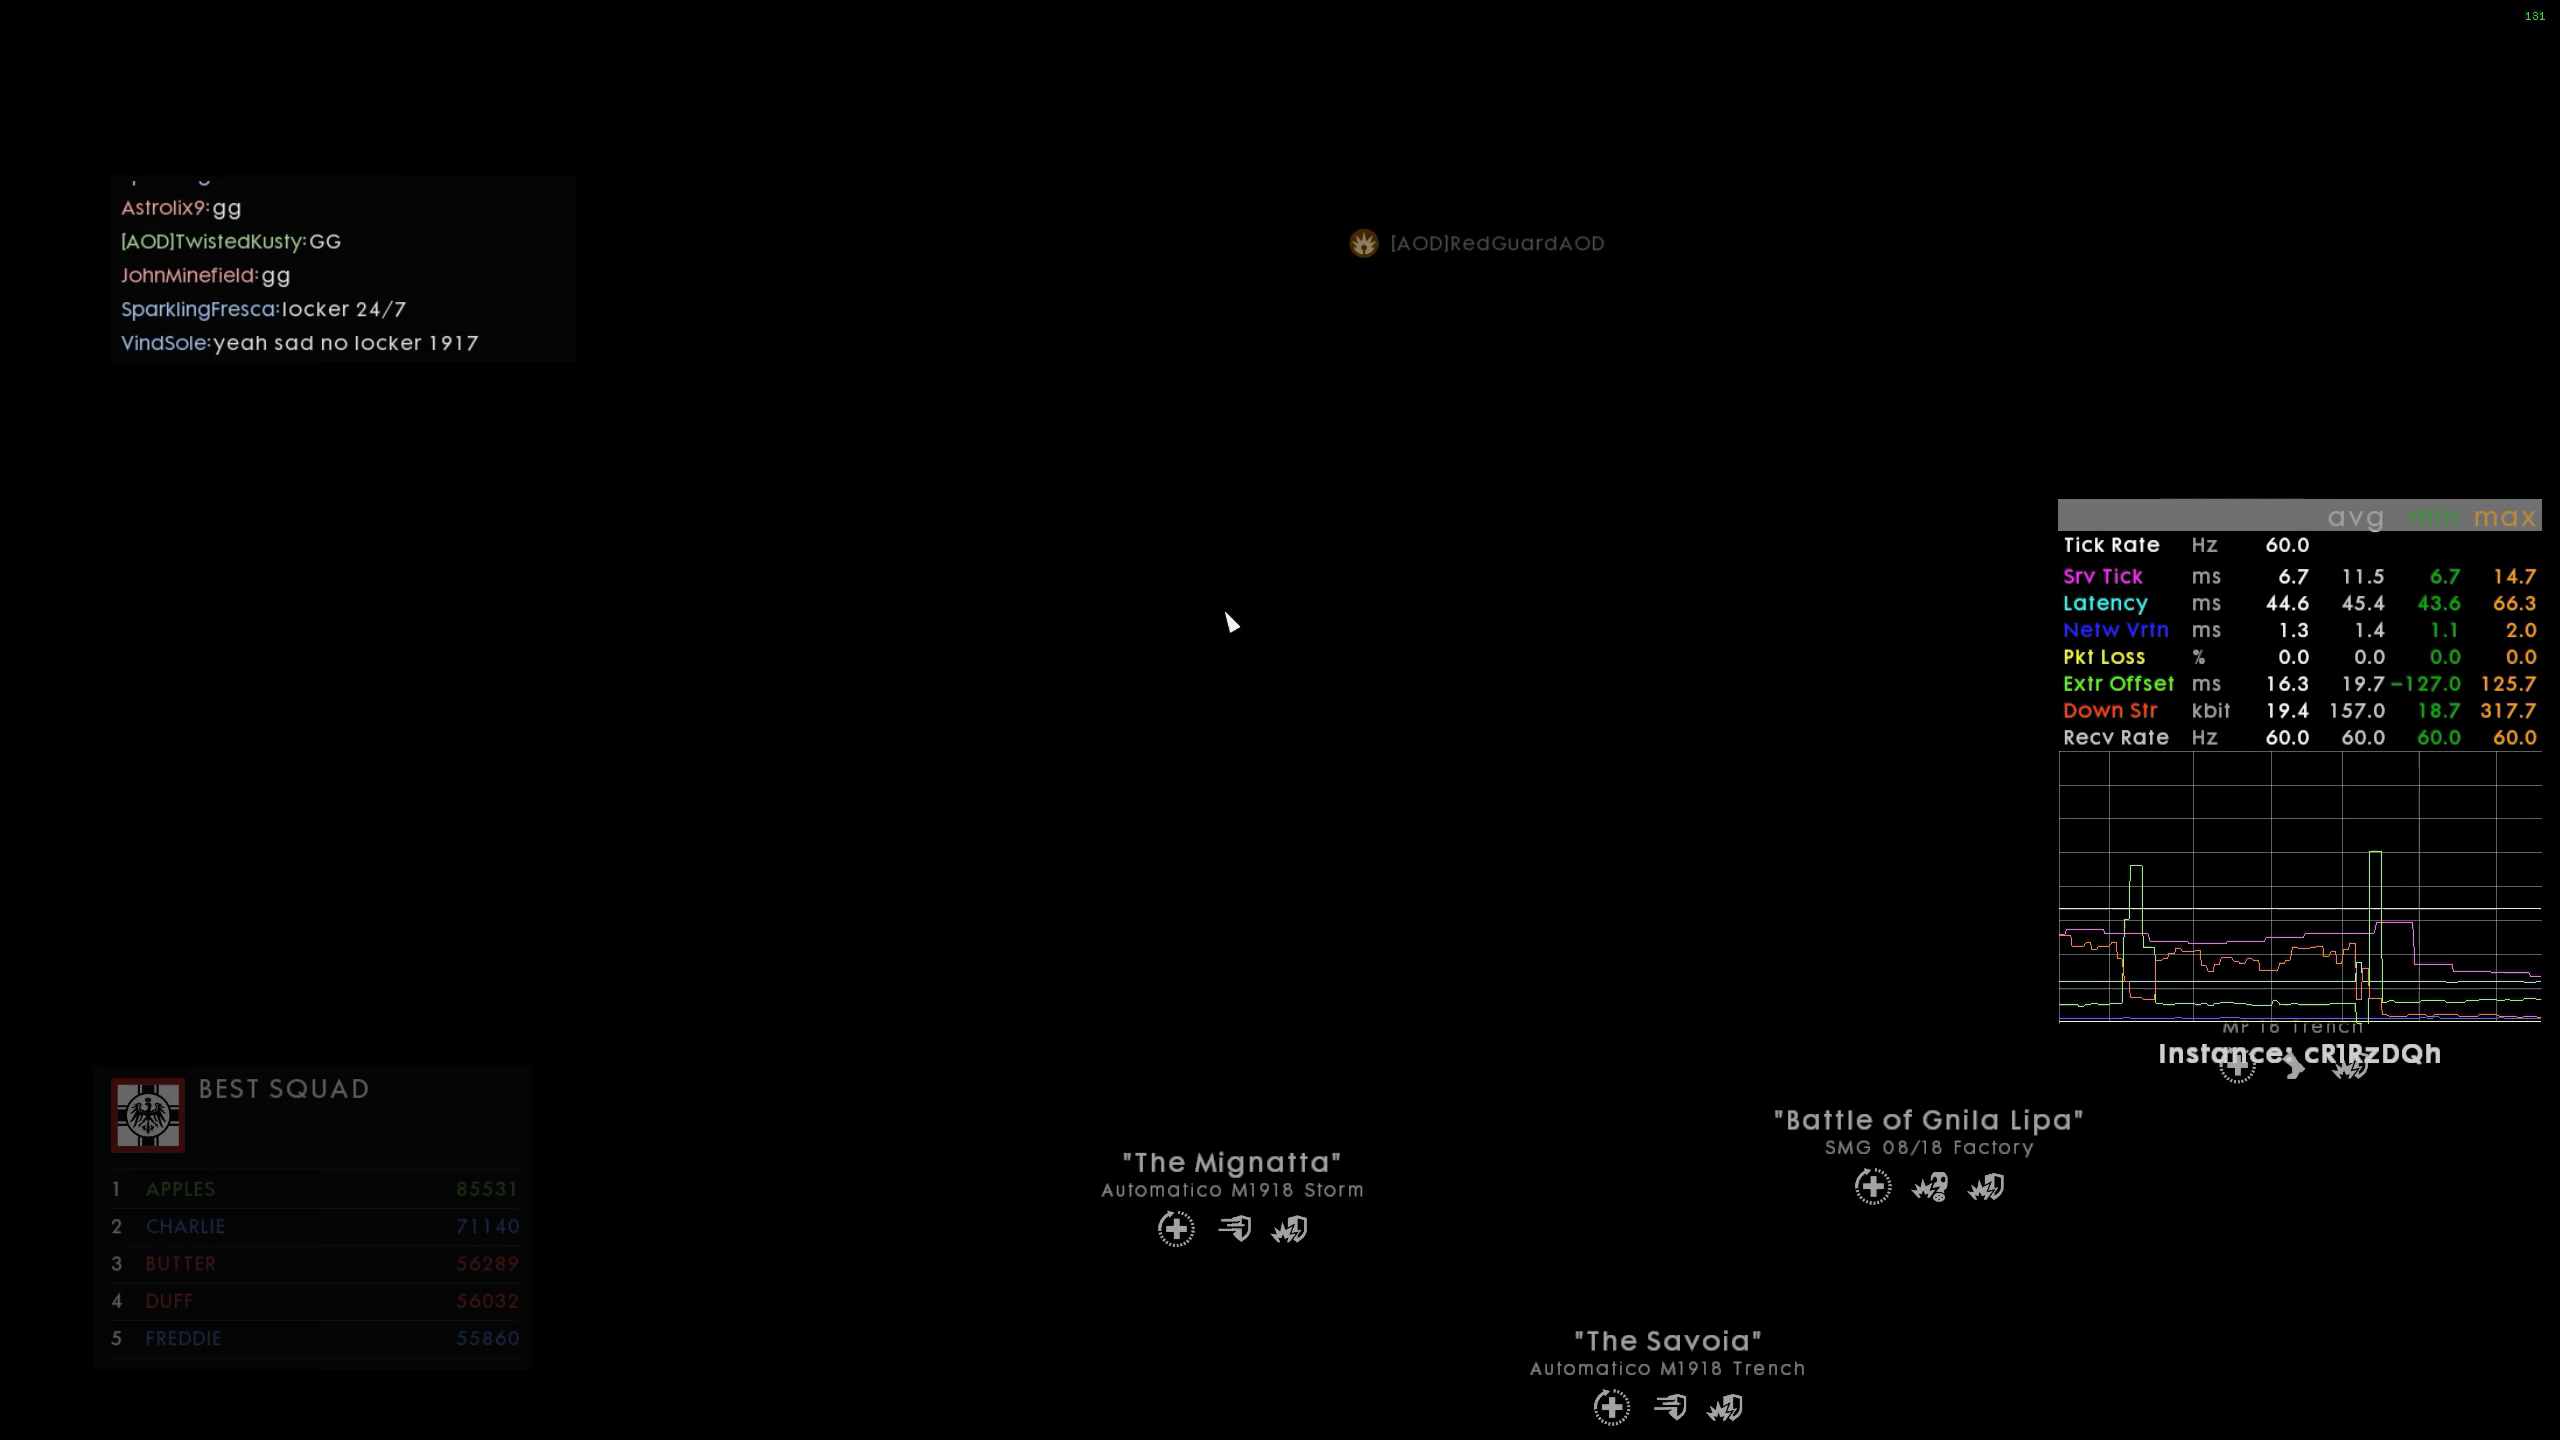 131
Astrolix9:gg
[AOD]TwistedKusty:GG
JohnMinefield:gg
SparklingFresca:locker 24/7
VindSole:yeah sad no locker 1917
[AOD]RedGuardAOD
avg min max
Tick Rate Hz 60.0
Srv Tick ms 6.7 11.5 6.7 14.7
Latency ms 44.6 45.4 43.6 66.3
Netw Vrtn ms 1.3 1.4 1.1 2.0
Pkt Loss % 0.0 0.0 0.0 0.0
Extr Offset ms 16.3 19.7 -127.0 125.7
Down Str kbit 19.4 157.0 18.7 317.7
Recv Rate Hz 60.0 60.0 60.0 60.0
MP 18 Trench
Instance: cR1RzDQh
BEST SQUAD
1 APPLES 85531
2 CHARLIE 71140
3 BUTTER 56289
4 DUFF 56032
5 FREDDIE 55860
"The Mignatta"
Automatico M1918 Storm
"Battle of Gnila Lipa"
SMG 08/18 Factory
"The Savoia"
Automatico M1918 Trench